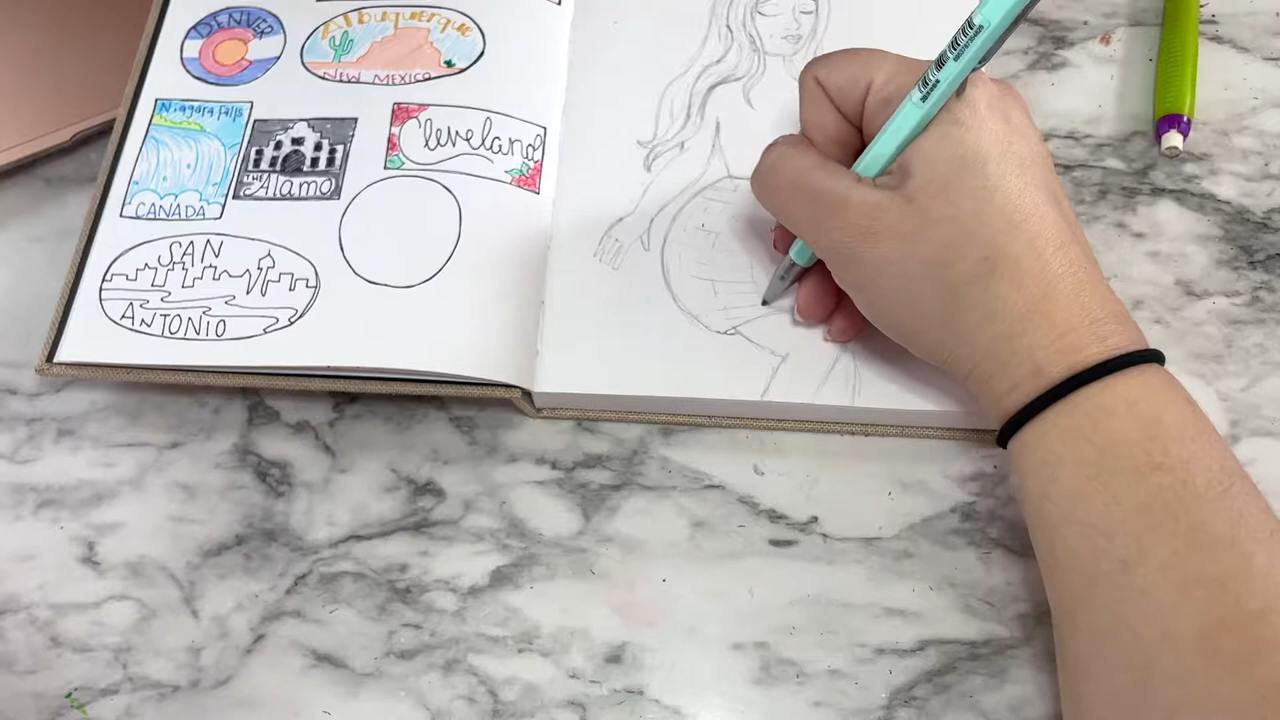 DENVER
Albuquerque
NEW MEXICO
Niagara Falls
CANADA
THE Alamo
Cleveland
SAN
ANTONIO